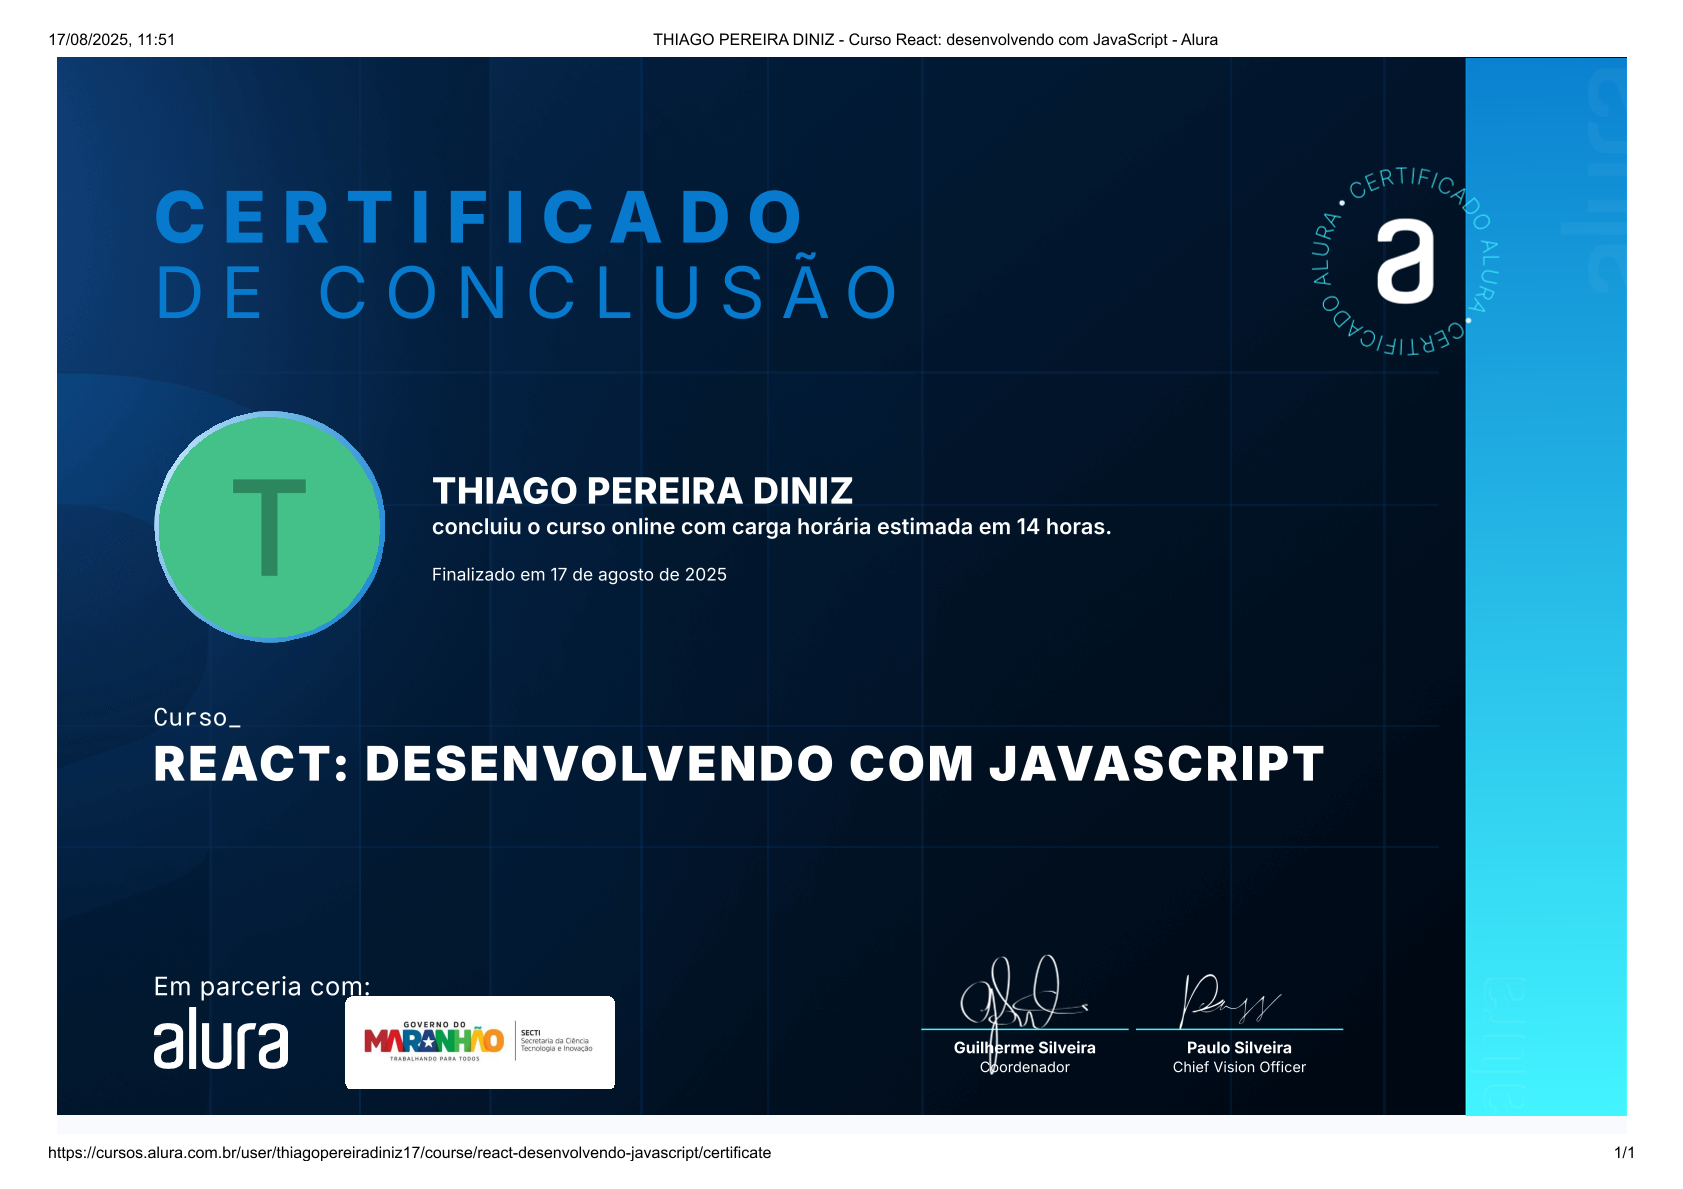 17/08/2025, 11:51
THIAGO PEREIRA DINIZ - Curso React: desenvolvendo com JavaScript - Alura
CERTIFICADO
DE CONCLUSÃO
CERTIFICADO ALURA • CERTIFICADO ALURA •
a
alura
T
THIAGO PEREIRA DINIZ
concluiu o curso online com carga horária estimada em 14 horas.
Finalizado em 17 de agosto de 2025
Curso_
REACT: DESENVOLVENDO COM JAVASCRIPT
Em parceria com:
alura
GOVERNO DO
MARANHÃO
TRABALHANDO PARA TODOS
SECTI
Secretaria da Ciência
Tecnologia e Inovação
Guilherme Silveira
Coordenador
Paulo Silveira
Chief Vision Officer
alura
https://cursos.alura.com.br/user/thiagopereiradiniz17/course/react-desenvolvendo-javascript/certificate
1/1